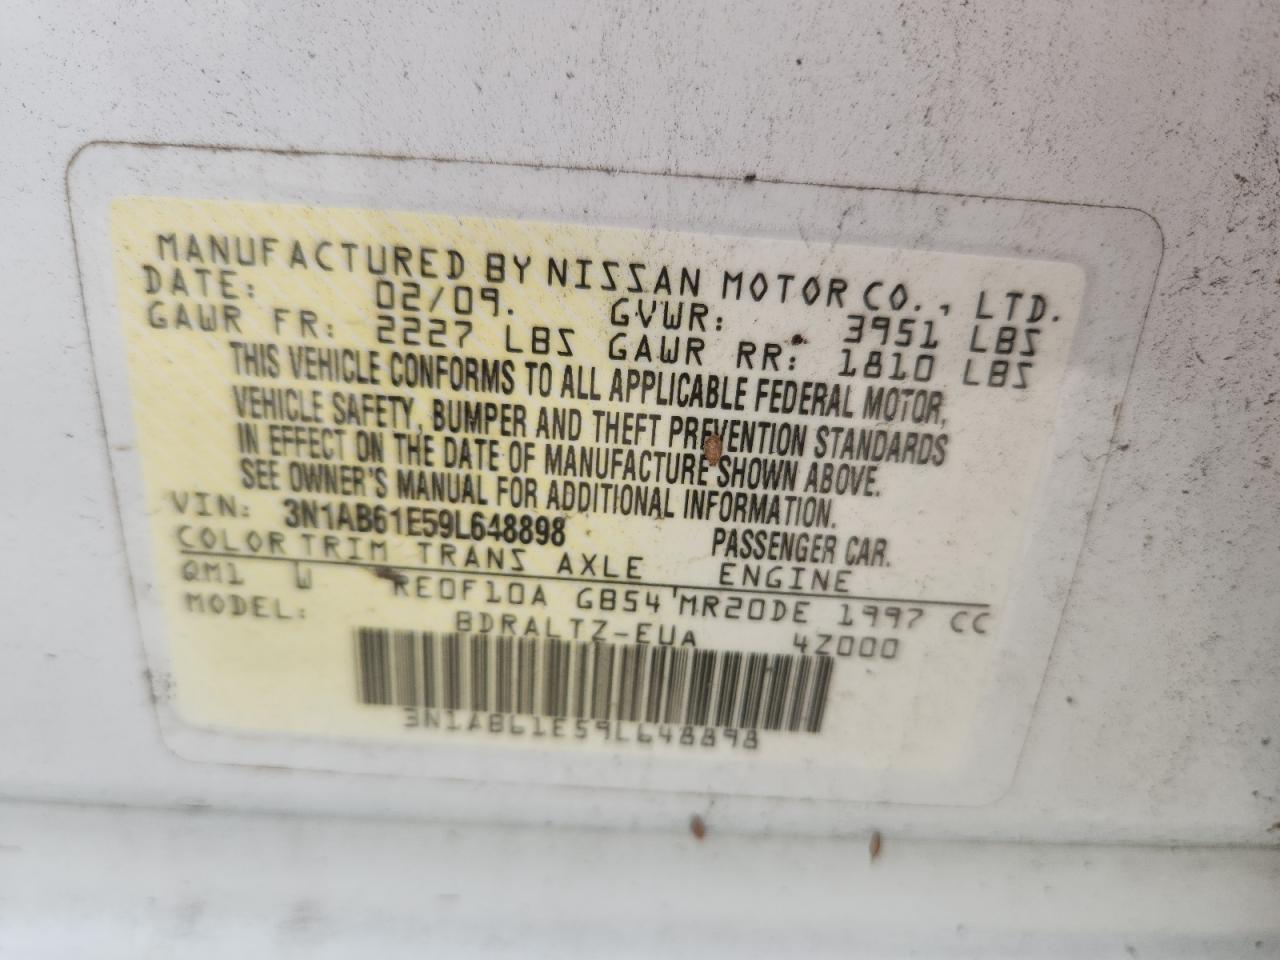 MANUFACTURED BY NISSAN MOTOR CO., LTD.
DATE: 02/09. GVWR: 3951 LBS
GAWR FR: 2227 LBS GAWR RR: 1810 LBS
THIS VEHICLE CONFORMS TO ALL APPLICABLE FEDERAL MOTOR,
VEHICLE SAFETY, BUMPER AND THEFT PREVENTION STANDARDS
IN EFFECT ON THE DATE OF MANUFACTURE SHOWN ABOVE.
SEE OWNER'S MANUAL FOR ADDITIONAL INFORMATION.
VIN: 3N1AB61E59L648898 PASSENGER CAR.
COLOR TRIM TRANS AXLE ENGINE
QM1 W RE0F10A GB54 MR20DE 1997 CC
MODEL: BDRALTZ-EUA 4Z000
3N1AB61E59L648898